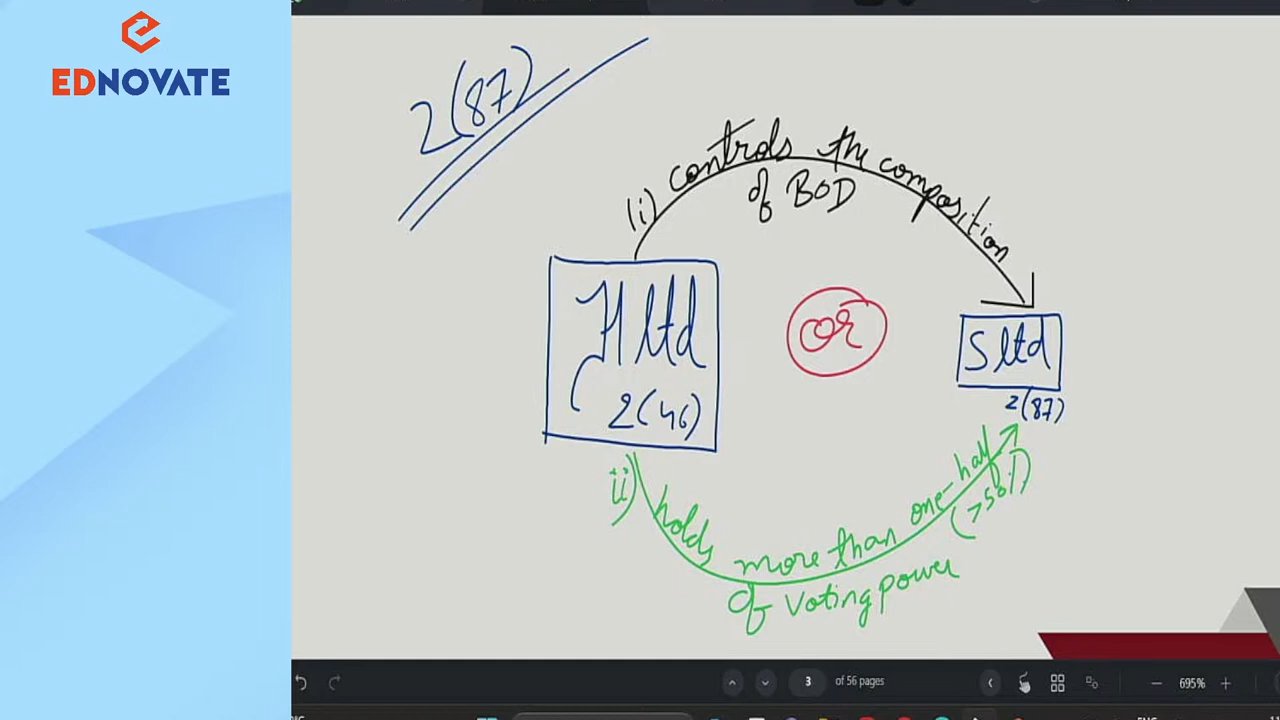 EDNOVATE
2(87)
(i) controls the composition
of BOD
H ltd
2(46)
or
S ltd
2(87)
ii) holds more than one-half
(>50%)
of voting power
3 of 56 pages
695%